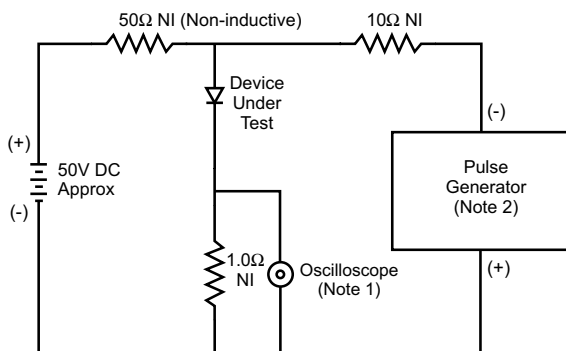 50Ω NI (Non-inductive)
10Ω NI
Device
Under
Test
(+)
50V DC
Approx
(-)
(-)
Pulse
Generator
(Note 2)
(+)
1.0Ω
NI
Oscilloscope
(Note 1)